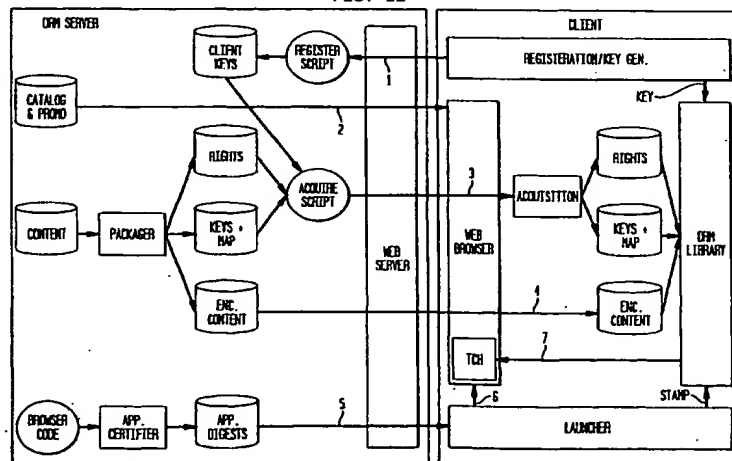 DRM SERVER
CLIENT
CLIENT
KEYS
REGISTER
SCRIPT
1
REGISTERATION/KEY GEN.
KEY
CATALOG
& PROMO
2
RIGHTS
ACQUIRE
SCRIPT
3
ACQUISITION
RIGHTS
CONTENT
PACKAGER
KEYS +
MAP
WEB
SERVER
WEB
BROWSER
KEYS +
MAP
DRM
LIBRARY
ENC.
CONTENT
4
ENC.
CONTENT
TCH
7
BROWSER
CODE
APP.
CERTIFIER
APP.
DIGESTS
5
6
STAMP
LAUNCHER